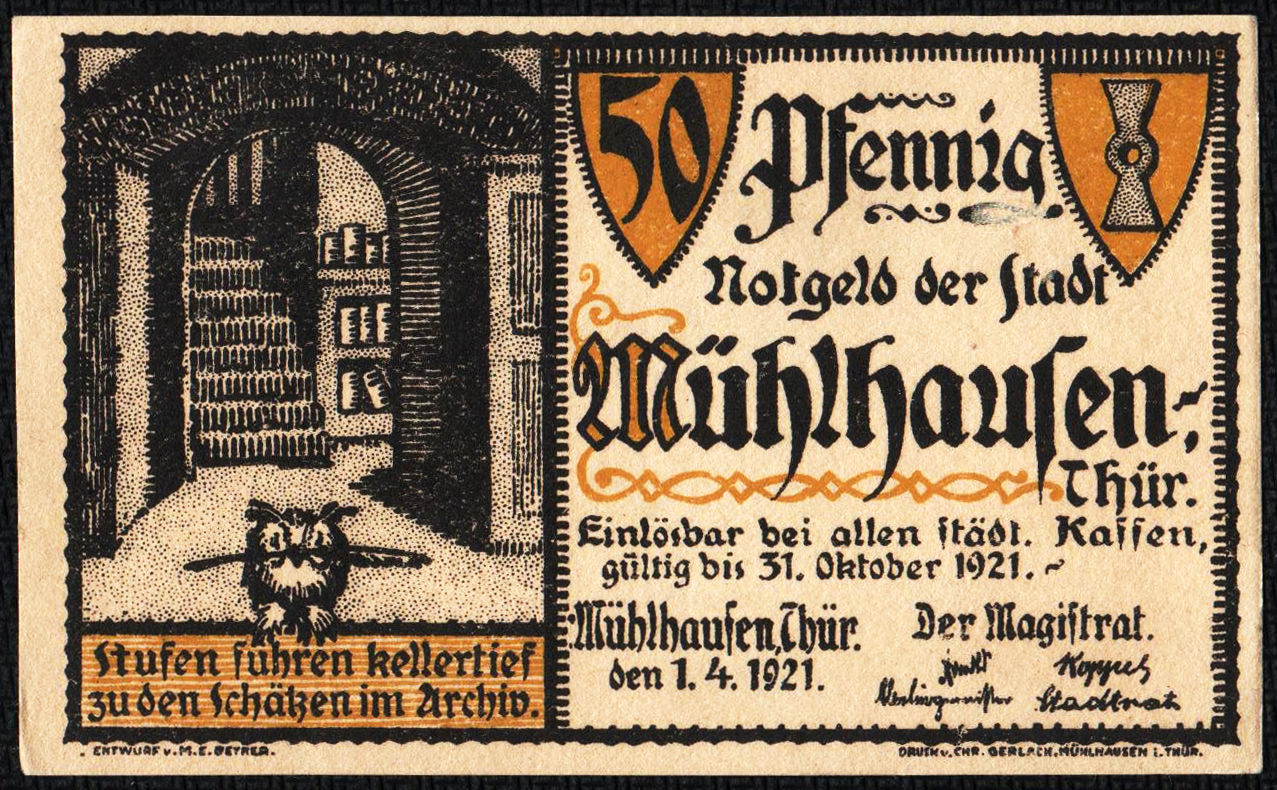 Stufen führen kellertief
zu den Schätzen im Archiv.
ENTWURF v. M. E. BEYRER.
50
Pfennig
Notgeld der Stadt
Mühlhausen-
Thür.
Einlösbar bei allen städt. Kassen,
gültig bis 31. Oktober 1921.
Mühlhausen, Thür.
den 1. 4. 1921.
Der Magistrat.
Oberbürgermeister
Stadtrat
DRUCK v. CHR. GERLACH, MÜHLHAUSEN i. THÜR.